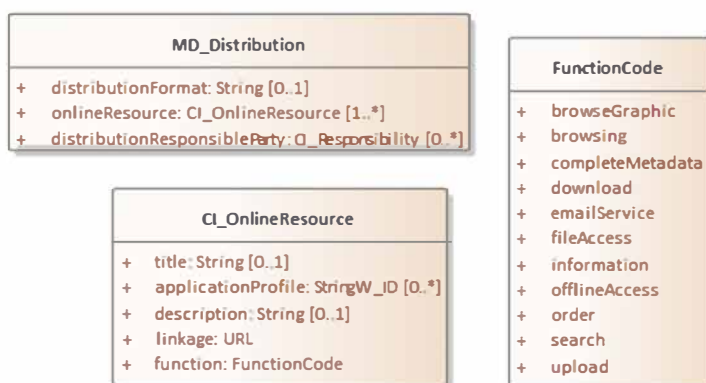 MD_Distribution
+ distributionFormat: String [0..1]
+ onlineResource: CI_OnlineResource [1..*]
+ distributionResponsibleParty: CI_Responsibility [0..*]
FunctionCode
+ browseGraphic
+ browsing
+ completeMetadata
+ download
+ emailService
+ fileAccess
+ information
+ offlineAccess
+ order
+ search
+ upload
CI_OnlineResource
+ title: String [0..1]
+ applicationProfile: StringW_ID [0..*]
+ description: String [0..1]
+ linkage: URL
+ function: FunctionCode